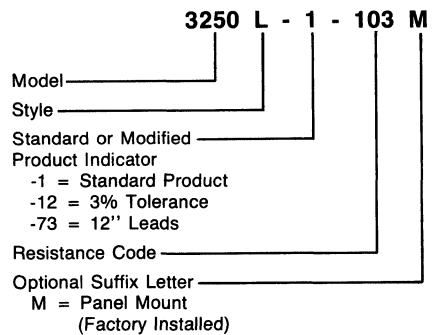 3250 L - 1 - 103 M
Model
Style
Standard or Modified
Product Indicator
-1 = Standard Product
-12 = 3% Tolerance
-73 = 12'' Leads
Resistance Code
Optional Suffix Letter
M = Panel Mount
(Factory Installed)